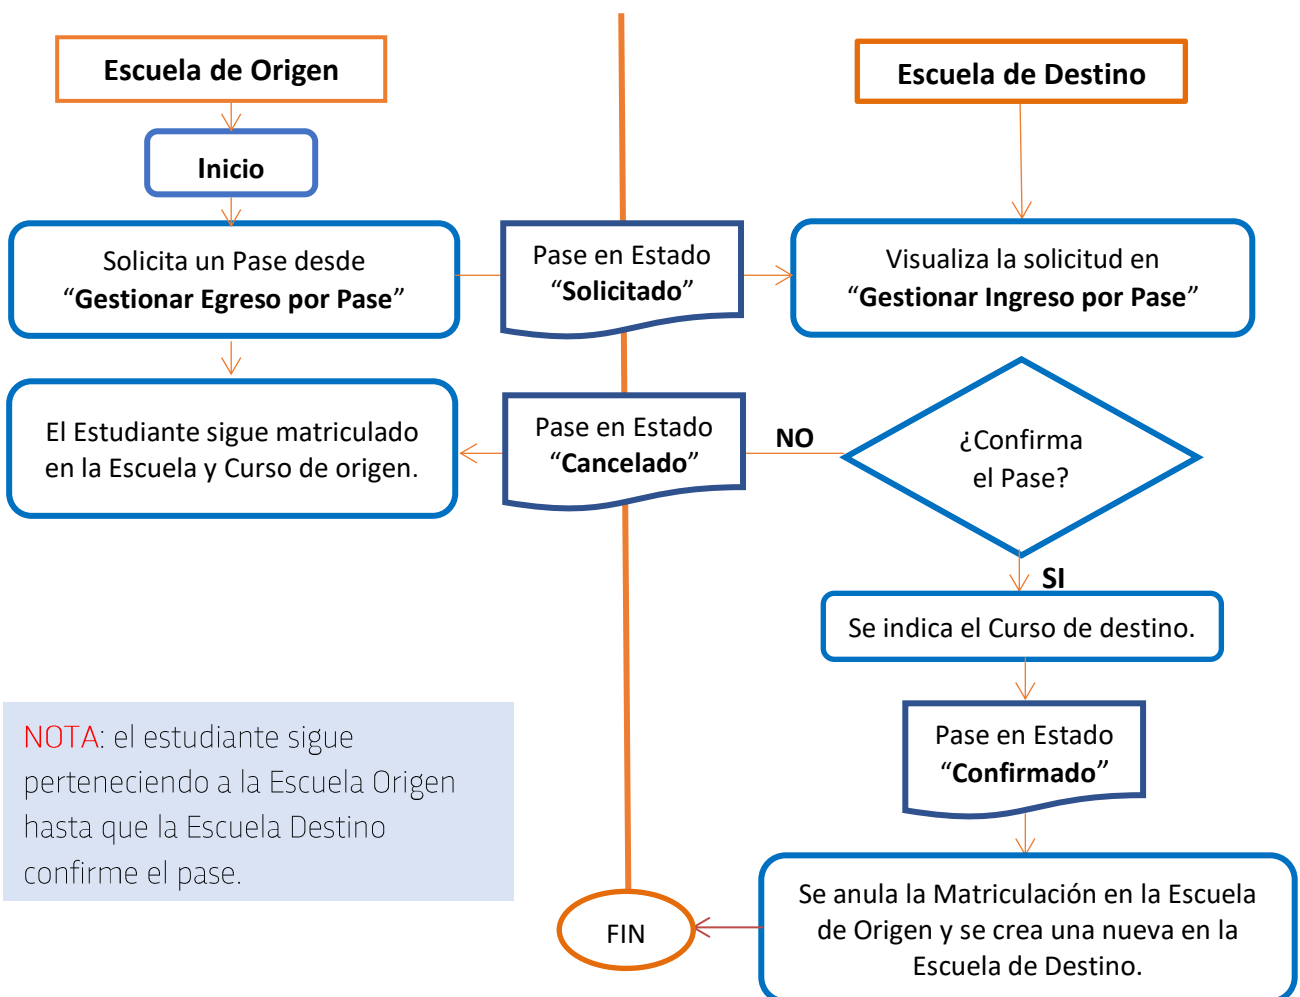 Escuela de Origen
Escuela de Destino
Inicio
Solicita un Pase desde
“Gestionar Egreso por Pase”
Pase en Estado
“Solicitado”
Visualiza la solicitud en
“Gestionar Ingreso por Pase”
El Estudiante sigue matriculado
en la Escuela y Curso de origen.
Pase en Estado
“Cancelado”
NO
¿Confirma
el Pase?
SI
Se indica el Curso de destino.
Pase en Estado
“Confirmado”
NOTA: el estudiante sigue
perteneciendo a la Escuela Origen
hasta que la Escuela Destino
confirme el pase.
Se anula la Matriculación en la Escuela
de Origen y se crea una nueva en la
Escuela de Destino.
FIN